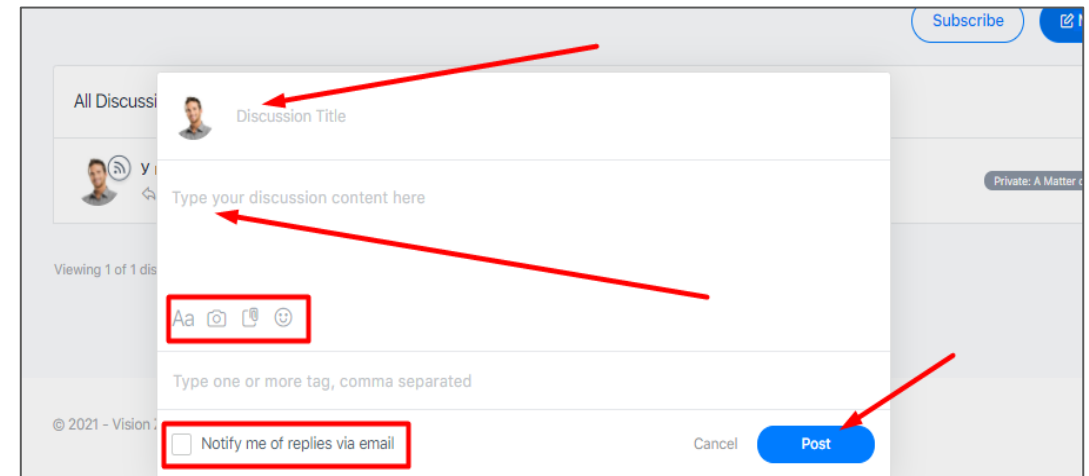 Subscribe
All Discussi
Discussion Title
Private: A Matter
Type your discussion content here
Viewing 1 of 1 dis
Aa
Type one or more tag, comma separated
© 2021 - Vision
Notify me of replies via email
Cancel
Post